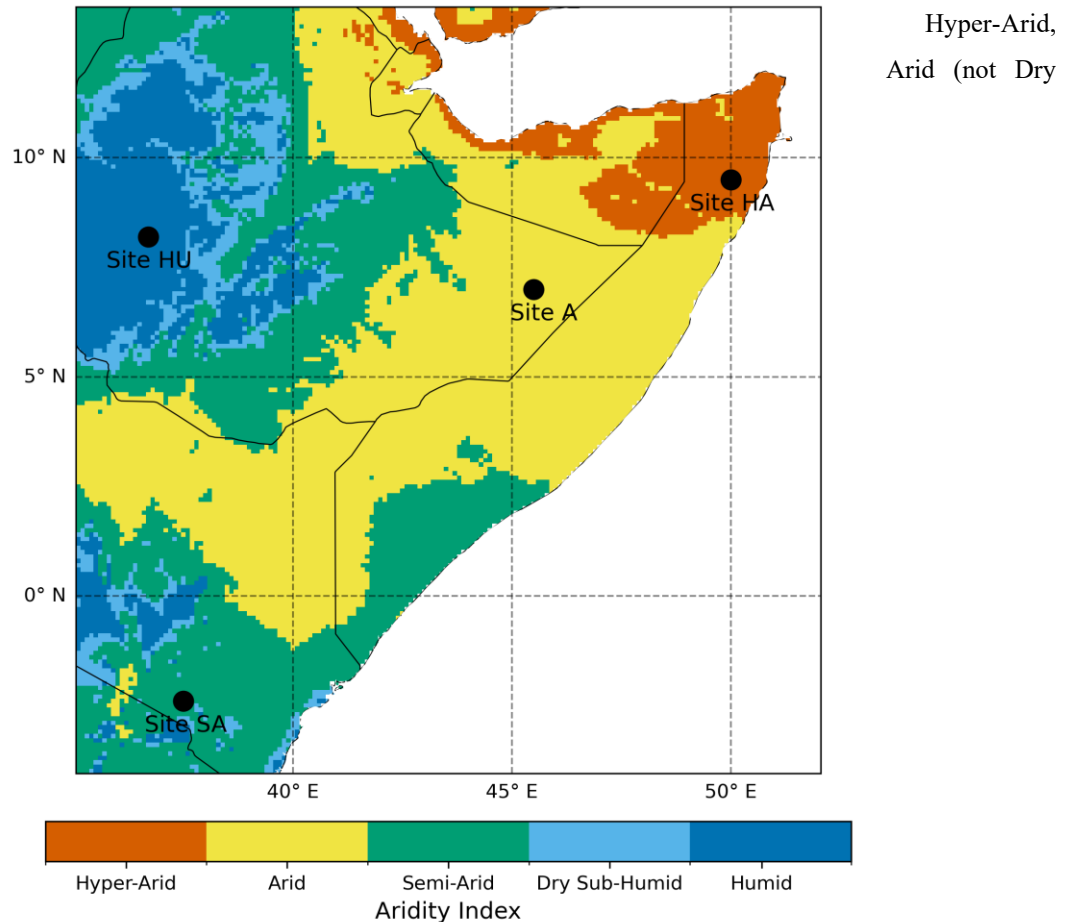 Hyper-Arid,
Arid (not Dry
10° N
Site HA
Site HU
Site A
5° N
0° N
Site SA
40° E 45° E 50° E
Hyper-Arid Arid Semi-Arid Dry Sub-Humid Humid
Aridity Index